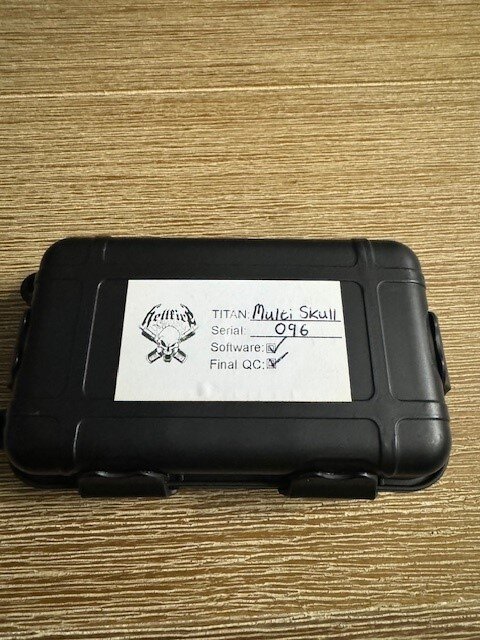 Hellfire
TITAN: Multi Skull
Serial: 096
Software:
Final QC: